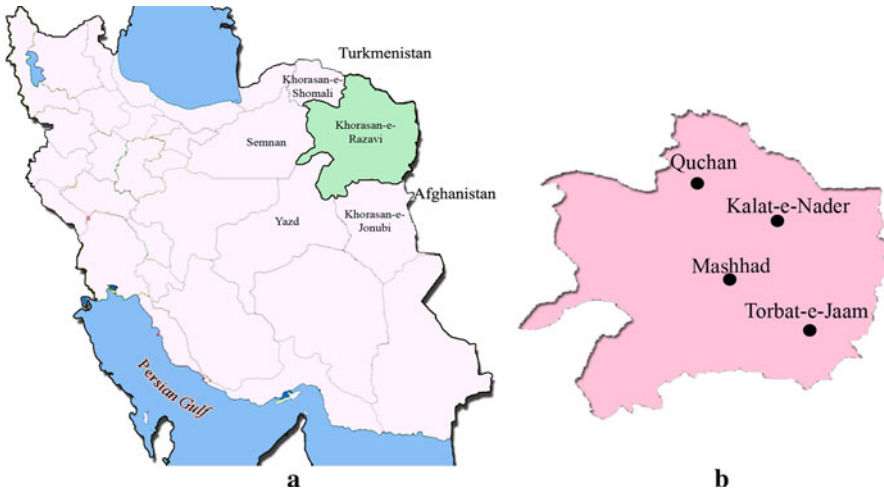 Turkmenistan
Khorasan-e-
Shomali
Khorasan-e-
Razavi
Semnan
Afghanistan
Yazd
Khorasan-e-
Jonubi
Persian Gulf
a
Quchan
Kalat-e-Nader
Mashhad
Torbat-e-Jaam
b